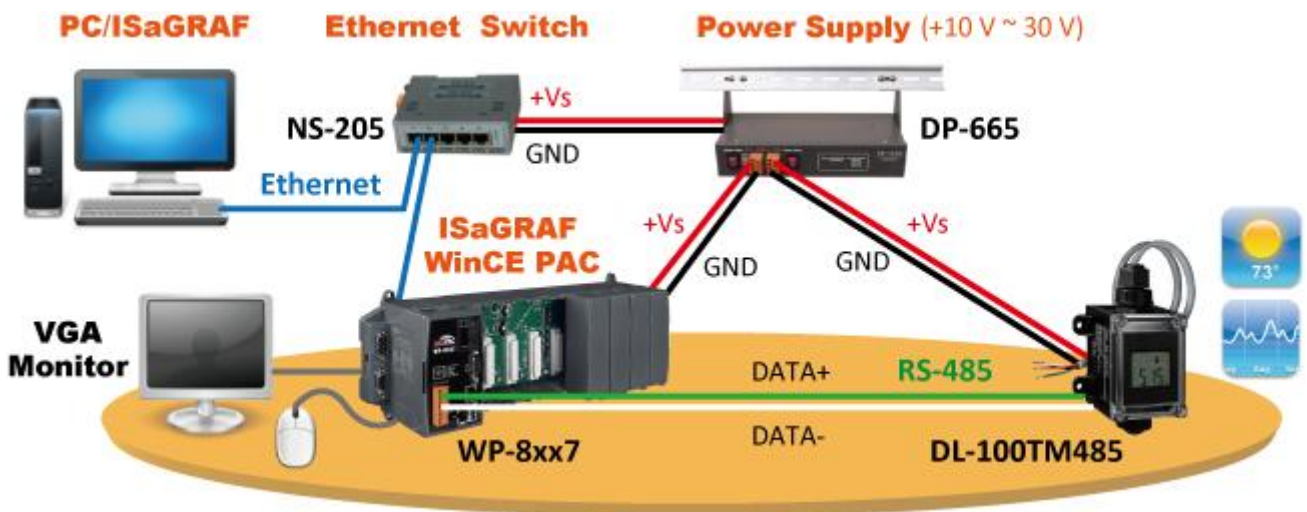 PC/ISaGRAF
Ethernet Switch
Power Supply (+10 V ~ 30 V)
NS-205
+Vs
GND
DP-665
Ethernet
ISaGRAF
WinCE PAC
+Vs
GND
+Vs
GND
73°
VGA
Monitor
DATA+
RS-485
DATA-
WP-8xx7
DL-100TM485